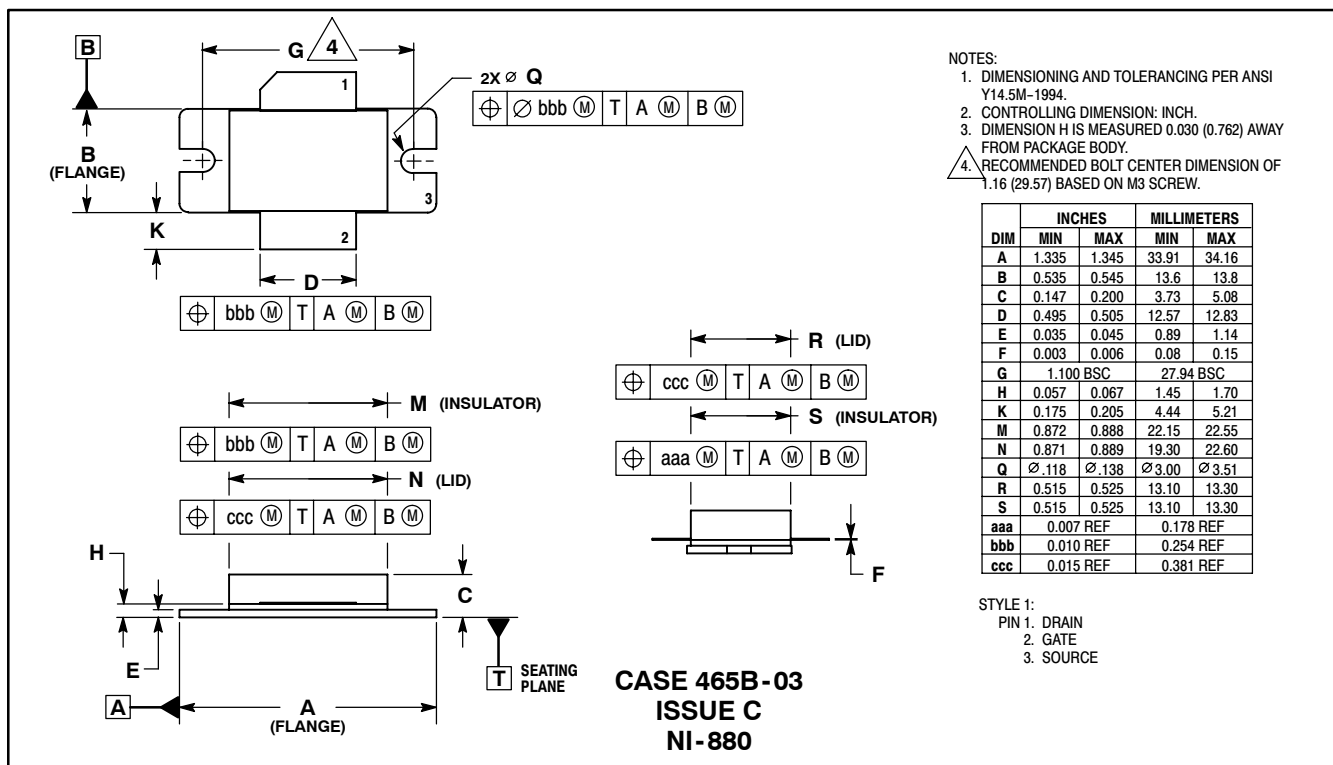 B
G 4
1
2X ⌀ Q
⌖ ⌀ bbb Ⓜ T A Ⓜ B Ⓜ
B
(FLANGE)
3
K
2
D
⌖ bbb Ⓜ T A Ⓜ B Ⓜ
M (INSULATOR)
⌖ bbb Ⓜ T A Ⓜ B Ⓜ
N (LID)
⌖ ccc Ⓜ T A Ⓜ B Ⓜ
H
C
E
T SEATING
PLANE
A
A
(FLANGE)
R (LID)
⌖ ccc Ⓜ T A Ⓜ B Ⓜ
S (INSULATOR)
⌖ aaa Ⓜ T A Ⓜ B Ⓜ
F
CASE 465B-03
ISSUE C
NI-880
NOTES:
1. DIMENSIONING AND TOLERANCING PER ANSI
Y14.5M-1994.
2. CONTROLLING DIMENSION: INCH.
3. DIMENSION H IS MEASURED 0.030 (0.762) AWAY
FROM PACKAGE BODY.
4. RECOMMENDED BOLT CENTER DIMENSION OF
1.16 (29.57) BASED ON M3 SCREW.
INCHES MILLIMETERS
DIM MIN MAX MIN MAX
A 1.335 1.345 33.91 34.16
B 0.535 0.545 13.6 13.8
C 0.147 0.200 3.73 5.08
D 0.495 0.505 12.57 12.83
E 0.035 0.045 0.89 1.14
F 0.003 0.006 0.08 0.15
G 1.100 BSC 27.94 BSC
H 0.057 0.067 1.45 1.70
K 0.175 0.205 4.44 5.21
M 0.872 0.888 22.15 22.55
N 0.871 0.889 19.30 22.60
Q ⌀ .118 ⌀ .138 ⌀ 3.00 ⌀ 3.51
R 0.515 0.525 13.10 13.30
S 0.515 0.525 13.10 13.30
aaa 0.007 REF 0.178 REF
bbb 0.010 REF 0.254 REF
ccc 0.015 REF 0.381 REF
STYLE 1:
PIN 1. DRAIN
2. GATE
3. SOURCE